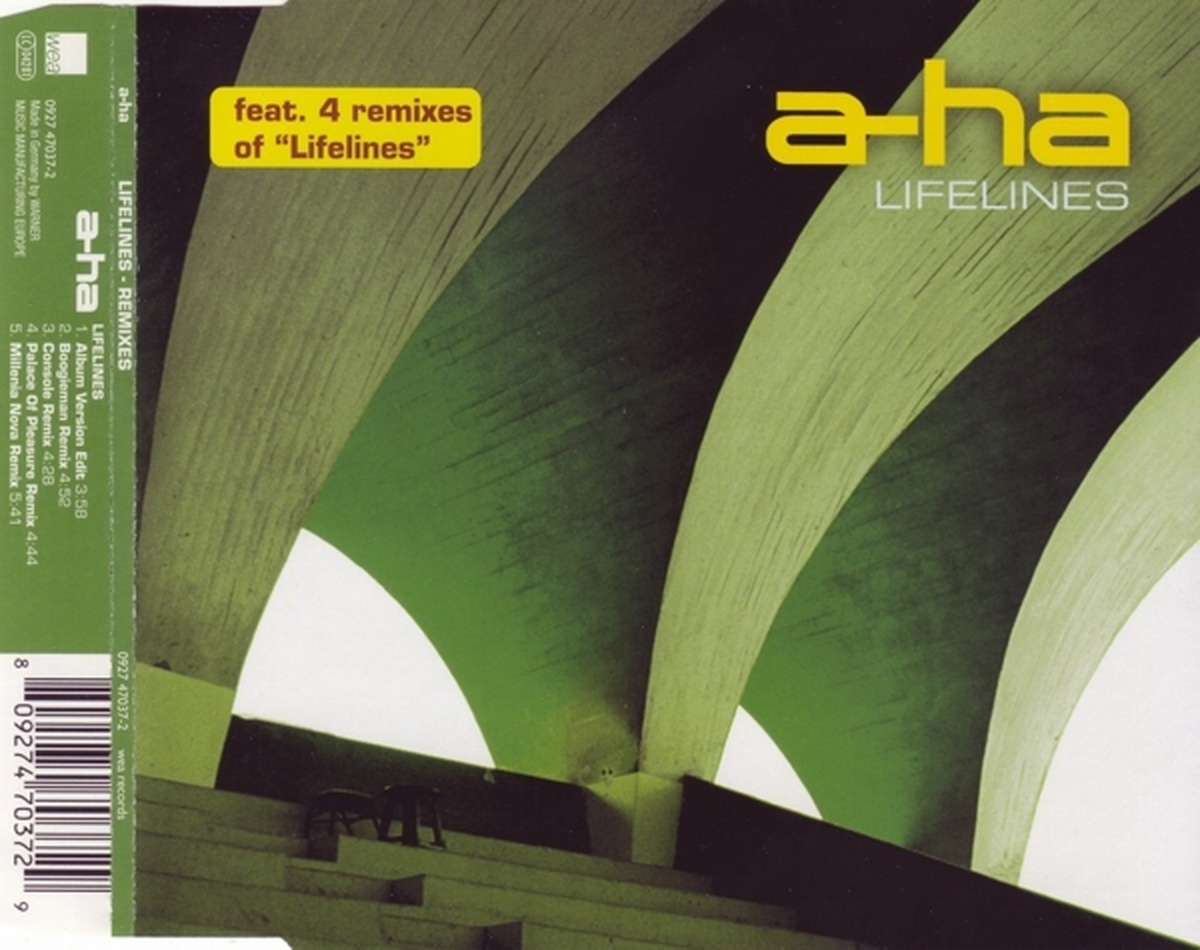 feat. 4 remixes
of “Lifelines”
a-ha
LIFELINES
a-ha
LIFELINES - REMIXES
0927 47037-2
wea records
wea
LC 04281
0927 47037-2
Made in Germany by WARNER
MUSIC MANUFACTURING EUROPE
a-ha
LIFELINES
1. Album Version Edit 3:58
2. Boogieman Remix 4:52
3. Console Remix 4:28
4. Palace Of Pleasure Remix 4:44
5. Millenia Nova Remix 5:41
8 09274 70372 9